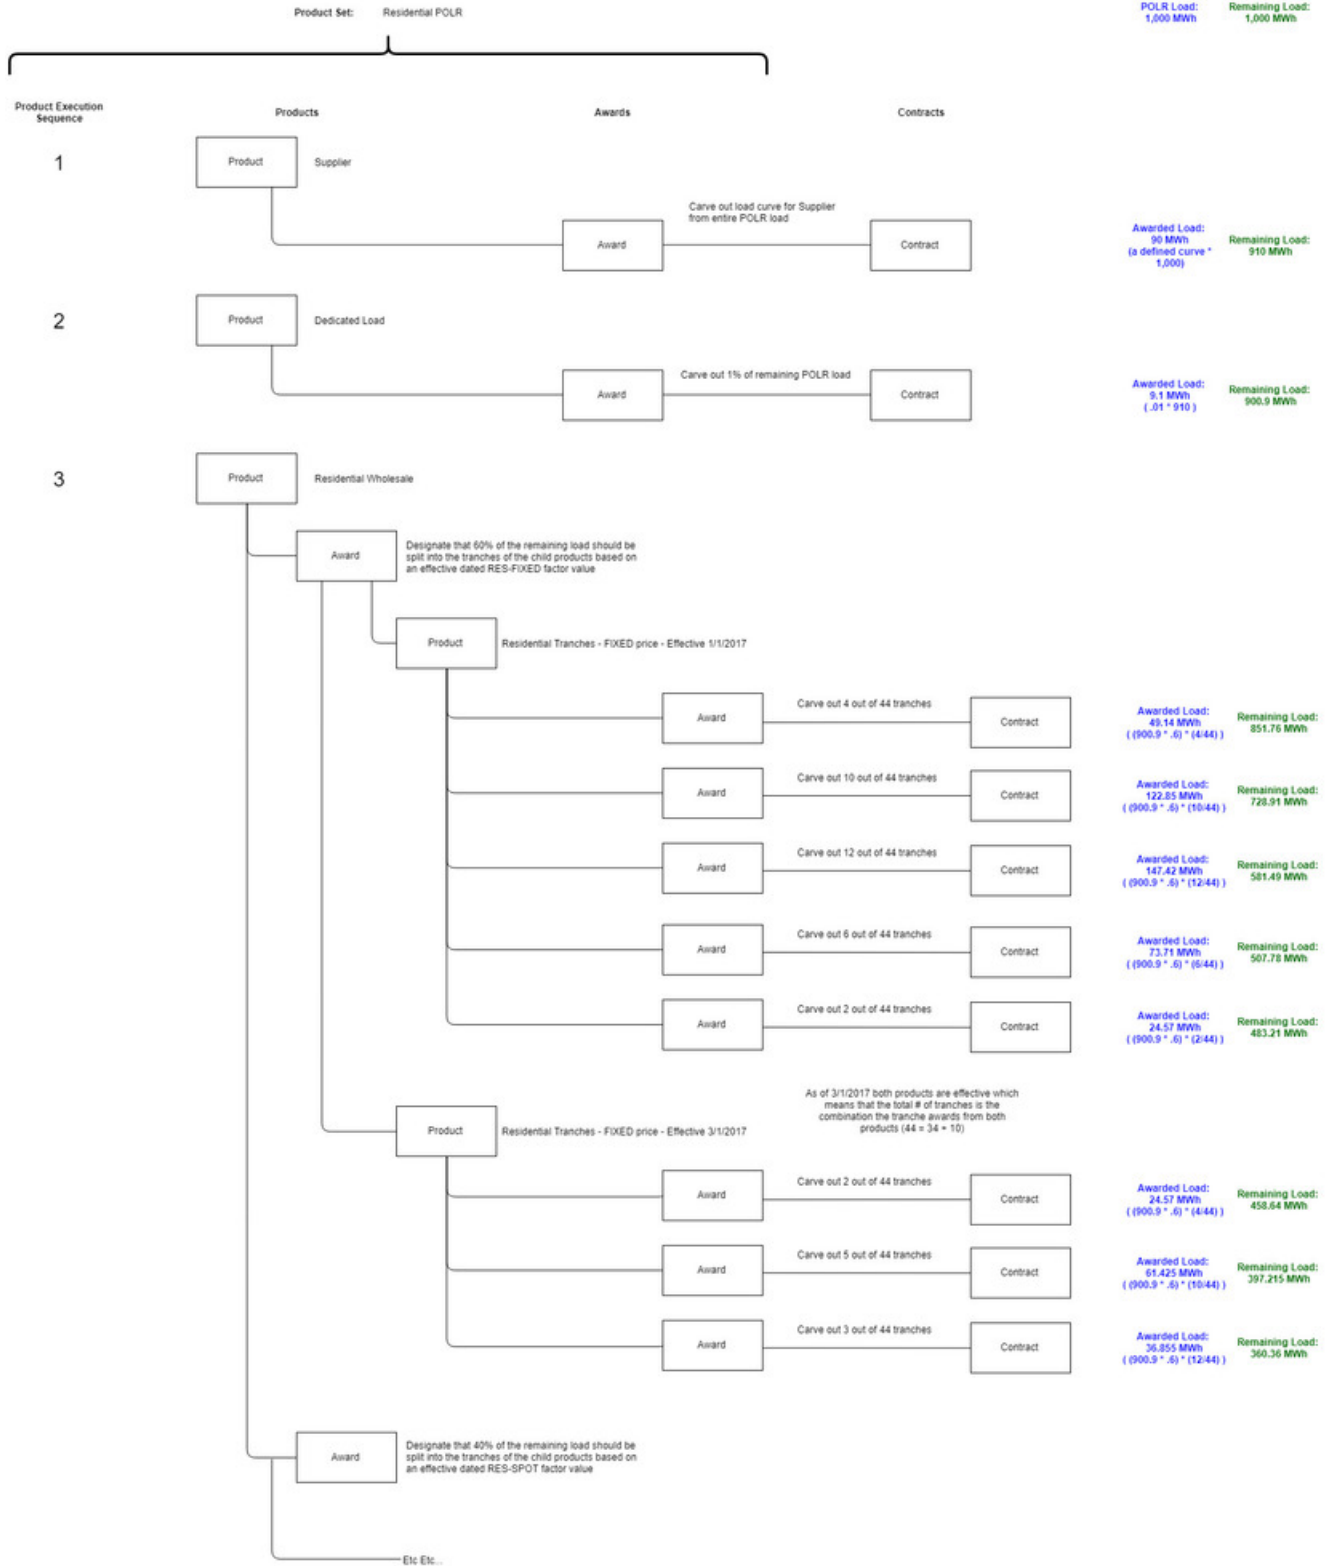 Product Set: Residential POLR
POLR Load:
1,000 MWh
Remaining Load:
1,000 MWh
Product Execution
Sequence
Products
Awards
Contracts
1
Product
Supplier
Carve out load curve for Supplier
from entire POLR load
Award
Contract
Awarded Load:
90 MWh
(a defined curve *
1,000)
Remaining Load:
910 MWh
2
Product
Dedicated Load
Carve out 1% of remaining POLR load
Award
Contract
Awarded Load:
9.1 MWh
( .01 * 910 )
Remaining Load:
900.9 MWh
3
Product
Residential Wholesale
Award
Designate that 60% of the remaining load should be
split into the tranches of the child products based on
an effective dated RES-FIXED factor value
Product
Residential Tranches - FIXED price - Effective 1/1/2017
Award
Carve out 4 out of 44 tranches
Contract
Awarded Load:
49.14 MWh
( (900.9 * .6) * (4/44) )
Remaining Load:
851.76 MWh
Award
Carve out 10 out of 44 tranches
Contract
Awarded Load:
122.85 MWh
( (900.9 * .6) * (10/44) )
Remaining Load:
728.91 MWh
Award
Carve out 12 out of 44 tranches
Contract
Awarded Load:
147.42 MWh
( (900.9 * .6) * (12/44) )
Remaining Load:
581.49 MWh
Award
Carve out 6 out of 44 tranches
Contract
Awarded Load:
73.71 MWh
( (900.9 * .6) * (6/44) )
Remaining Load:
507.78 MWh
Award
Carve out 2 out of 44 tranches
Contract
Awarded Load:
24.57 MWh
( (900.9 * .6) * (2/44) )
Remaining Load:
483.21 MWh
As of 3/1/2017 both products are effective which
means that the total # of tranches is the
combination the tranche awards from both
products (44 = 34 + 10)
Product
Residential Tranches - FIXED price - Effective 3/1/2017
Award
Carve out 2 out of 44 tranches
Contract
Awarded Load:
24.57 MWh
( (900.9 * .6) * (4/44) )
Remaining Load:
458.64 MWh
Award
Carve out 5 out of 44 tranches
Contract
Awarded Load:
61.425 MWh
( (900.9 * .6) * (10/44) )
Remaining Load:
397.215 MWh
Award
Carve out 3 out of 44 tranches
Contract
Awarded Load:
36.855 MWh
( (900.9 * .6) * (12/44) )
Remaining Load:
360.36 MWh
Award
Designate that 40% of the remaining load should be
split into the tranches of the child products based on
an effective dated RES-SPOT factor value
Etc Etc...